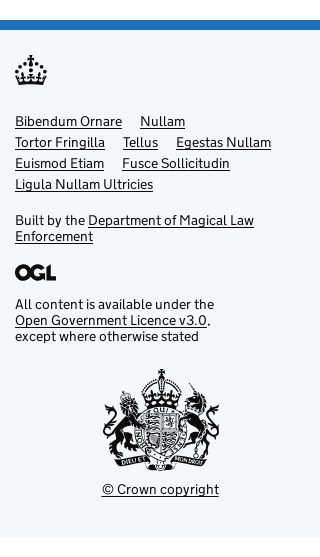 Bibendum Ornare Nullam
Tortor Fringilla Tellus Egestas Nullam
Euismod Etiam Fusce Sollicitudin
Ligula Nullam Ultricies
Built by the Department of Magical Law
Enforcement
OGL
All content is available under the
Open Government Licence v3.0,
except where otherwise stated
DIEU ET MON DROIT
© Crown copyright